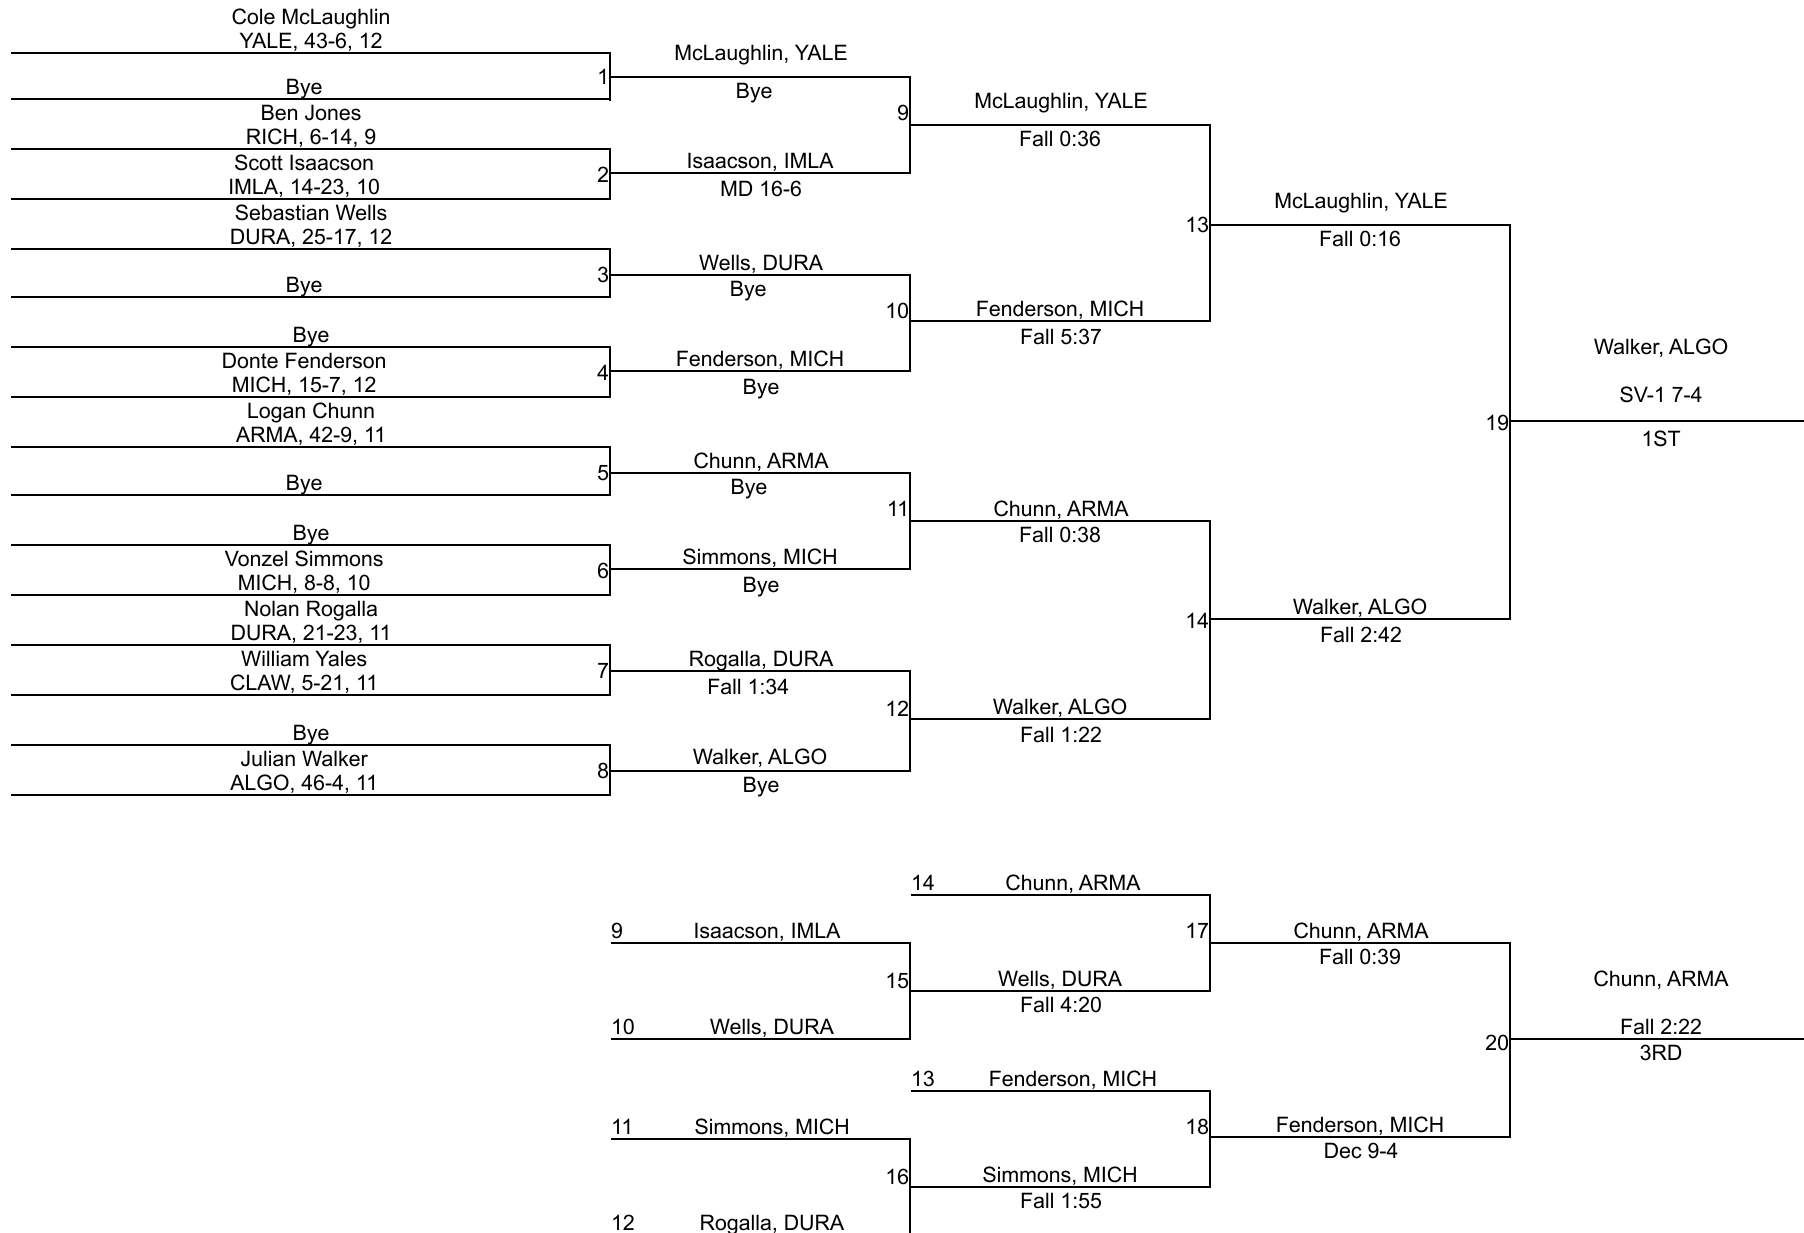 Cole McLaughlin
YALE, 43-6, 12
Bye
1
Ben Jones
RICH, 6-14, 9
Scott Isaacson
IMLA, 14-23, 10
2
Sebastian Wells
DURA, 25-17, 12
Bye
3
Bye
Donte Fenderson
MICH, 15-7, 12
4
Logan Chunn
ARMA, 42-9, 11
Bye
5
Bye
Vonzel Simmons
MICH, 8-8, 10
6
Nolan Rogalla
DURA, 21-23, 11
William Yales
CLAW, 5-21, 11
7
Bye
Julian Walker
ALGO, 46-4, 11
8
McLaughlin, YALE
Bye
9
Isaacson, IMLA
MD 16-6
Wells, DURA
Bye
10
Fenderson, MICH
Bye
Chunn, ARMA
Bye
11
Simmons, MICH
Bye
Rogalla, DURA
Fall 1:34
12
Walker, ALGO
Bye
McLaughlin, YALE
Fall 0:36
13
Fenderson, MICH
Fall 5:37
Chunn, ARMA
Fall 0:38
14
Walker, ALGO
Fall 1:22
McLaughlin, YALE
Fall 0:16
19
Walker, ALGO
Fall 2:42
Walker, ALGO
SV-1 7-4
1ST
9 Isaacson, IMLA
15
10 Wells, DURA
11 Simmons, MICH
16
12 Rogalla, DURA
14 Chunn, ARMA
17
Wells, DURA
Fall 4:20
13 Fenderson, MICH
18
Simmons, MICH
Fall 1:55
Chunn, ARMA
Fall 0:39
20
Fenderson, MICH
Dec 9-4
Chunn, ARMA
Fall 2:22
3RD